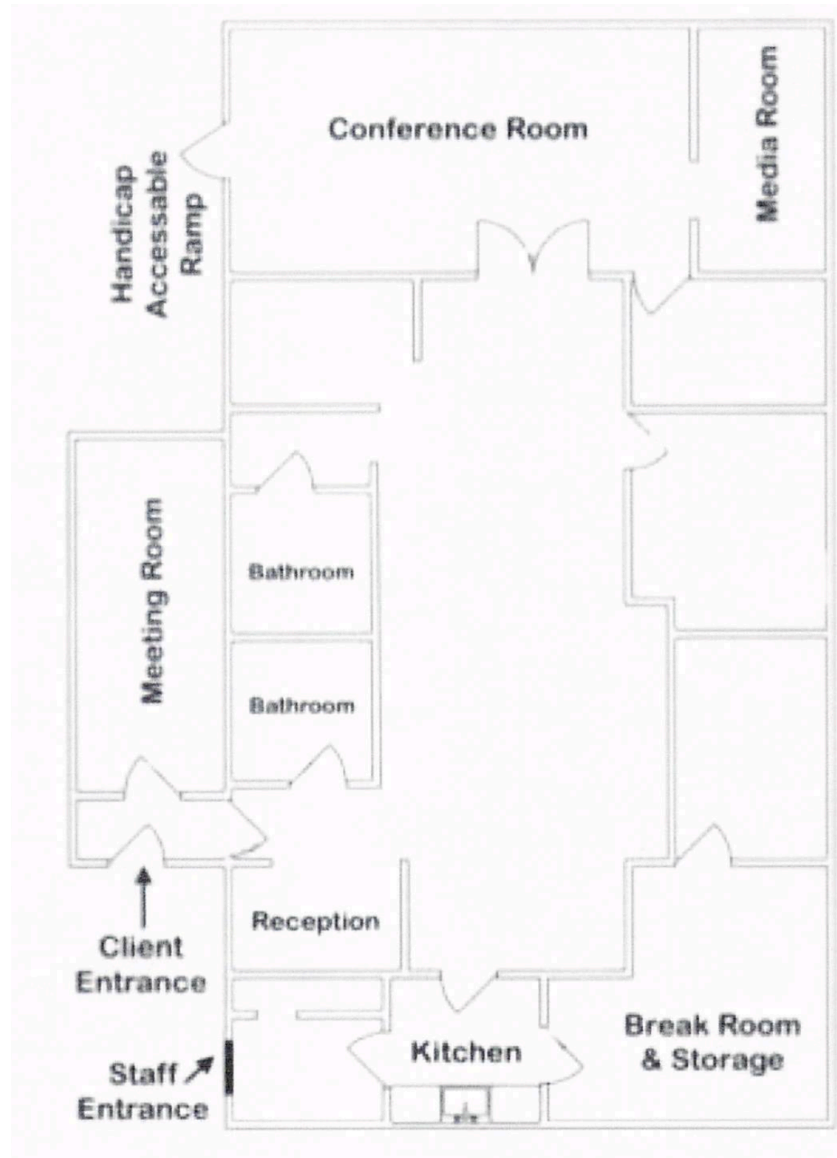 Conference Room
Media Room
Handicap
Accessable
Ramp
Meeting Room
Bathroom
Bathroom
Reception
Client
Entrance
Kitchen
Break Room
& Storage
Staff
Entrance